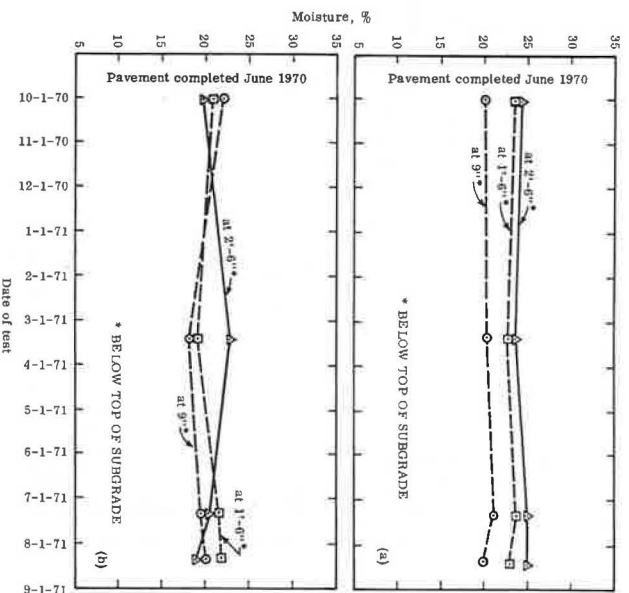 Moisture, %
5 10 15 20 25 30 35
5 10 15 20 25 30 35
Pavement completed June 1970
Pavement completed June 1970
at 2'-6"*
at 1'-6"*
at 9"*
* BELOW TOP OF SUBGRADE
(a)
at 2'-6"*
at 9"*
at 1'-6"*
* BELOW TOP OF SUBGRADE
(b)
10-1-70
11-1-70
12-1-70
1-1-71
2-1-71
3-1-71
4-1-71
5-1-71
6-1-71
7-1-71
8-1-71
9-1-71
Date of test